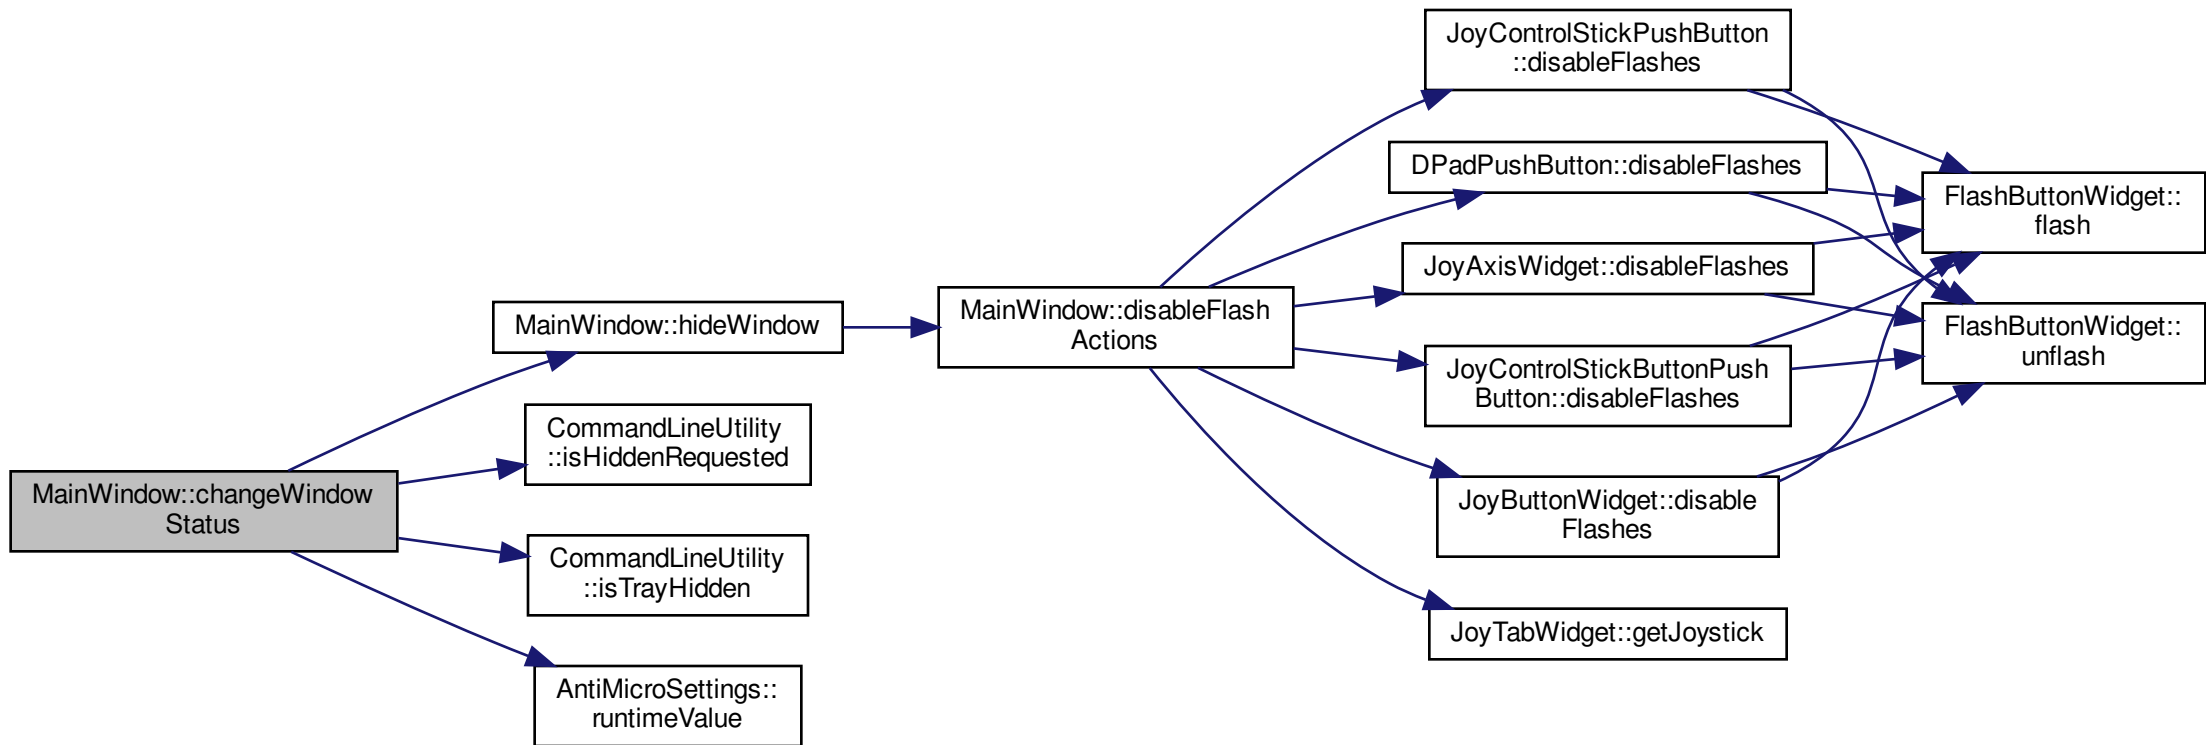 MainWindow::changeWindow
Status
MainWindow::hideWindow
CommandLineUtility
::isHiddenRequested
CommandLineUtility
::isTrayHidden
AntiMicroSettings::
runtimeValue
MainWindow::disableFlash
Actions
JoyControlStickPushButton
::disableFlashes
DPadPushButton::disableFlashes
JoyAxisWidget::disableFlashes
JoyControlStickButtonPush
Button::disableFlashes
JoyButtonWidget::disable
Flashes
JoyTabWidget::getJoystick
FlashButtonWidget::
flash
FlashButtonWidget::
unflash